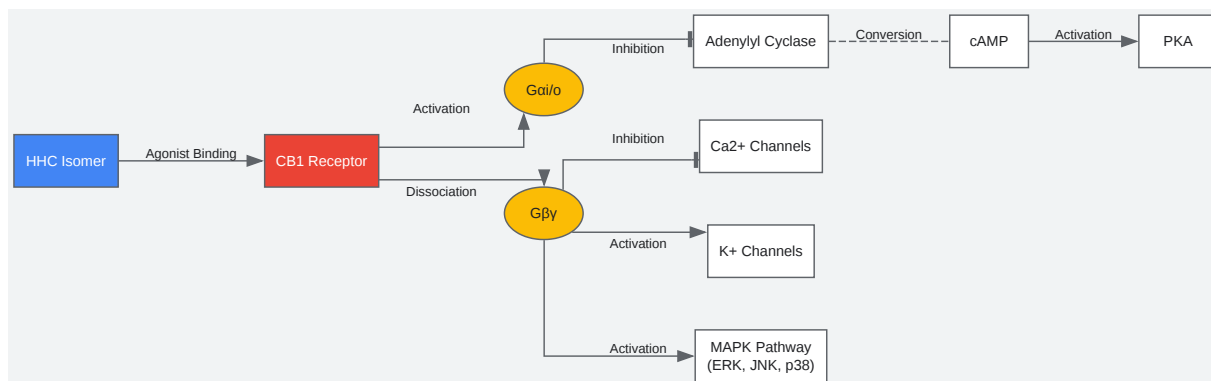 HHC Isomer
Agonist Binding
CB1 Receptor
Activation
Dissociation
Gαi/o
Gβγ
Inhibition
Adenylyl Cyclase
Conversion
cAMP
Activation
PKA
Inhibition
Ca2+ Channels
Activation
K+ Channels
Activation
MAPK Pathway
(ERK, JNK, p38)